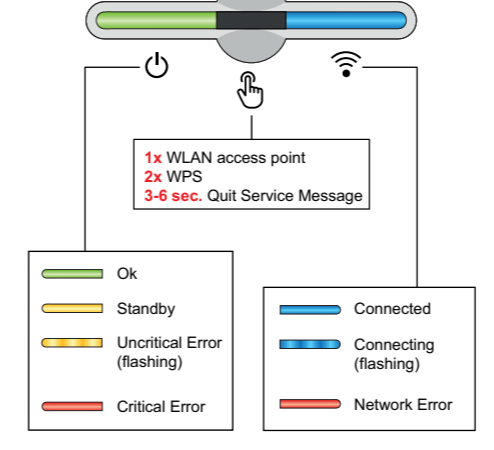 1x WLAN access point
2x WPS
3-6 sec. Quit Service Message
Ok
Standby
Uncritical Error
(flashing)
Critical Error
Connected
Connecting
(flashing)
Network Error